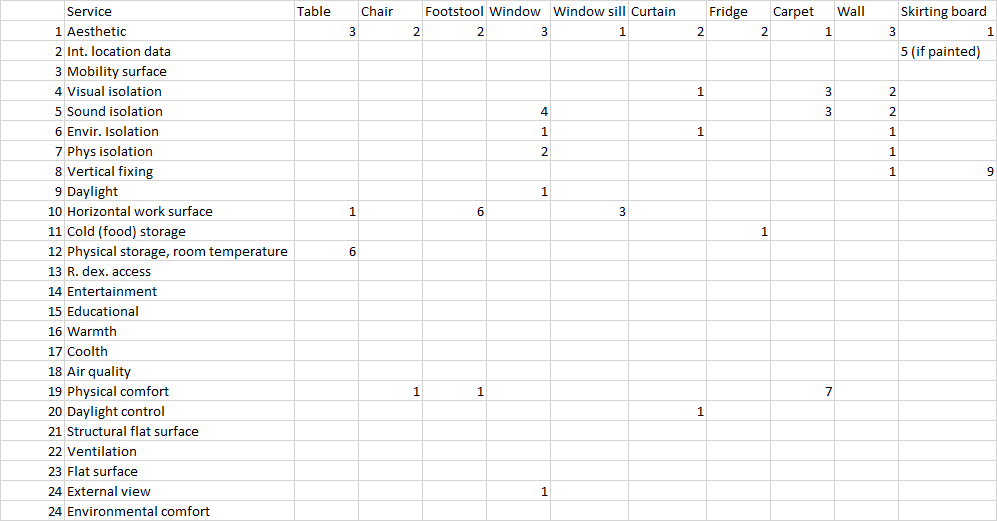 Service Table Chair Footstool Window Window sill Curtain Fridge Carpet Wall Skirting board
1 Aesthetic 3 2 2 3 1 2 2 1 3 1
2 Int. location data 5 (if painted)
3 Mobility surface
4 Visual isolation 1 3 2
5 Sound isolation 4 3 2
6 Envir. Isolation 1 1 1
7 Phys isolation 2 1
8 Vertical fixing 1 9
9 Daylight 1
10 Horizontal work surface 1 6 3
11 Cold (food) storage 1
12 Physical storage, room temperature 6
13 R. dex. access
14 Entertainment
15 Educational
16 Warmth
17 Coolth
18 Air quality
19 Physical comfort 1 1 7
20 Daylight control 1
21 Structural flat surface
22 Ventilation
23 Flat surface
24 External view 1
24 Environmental comfort